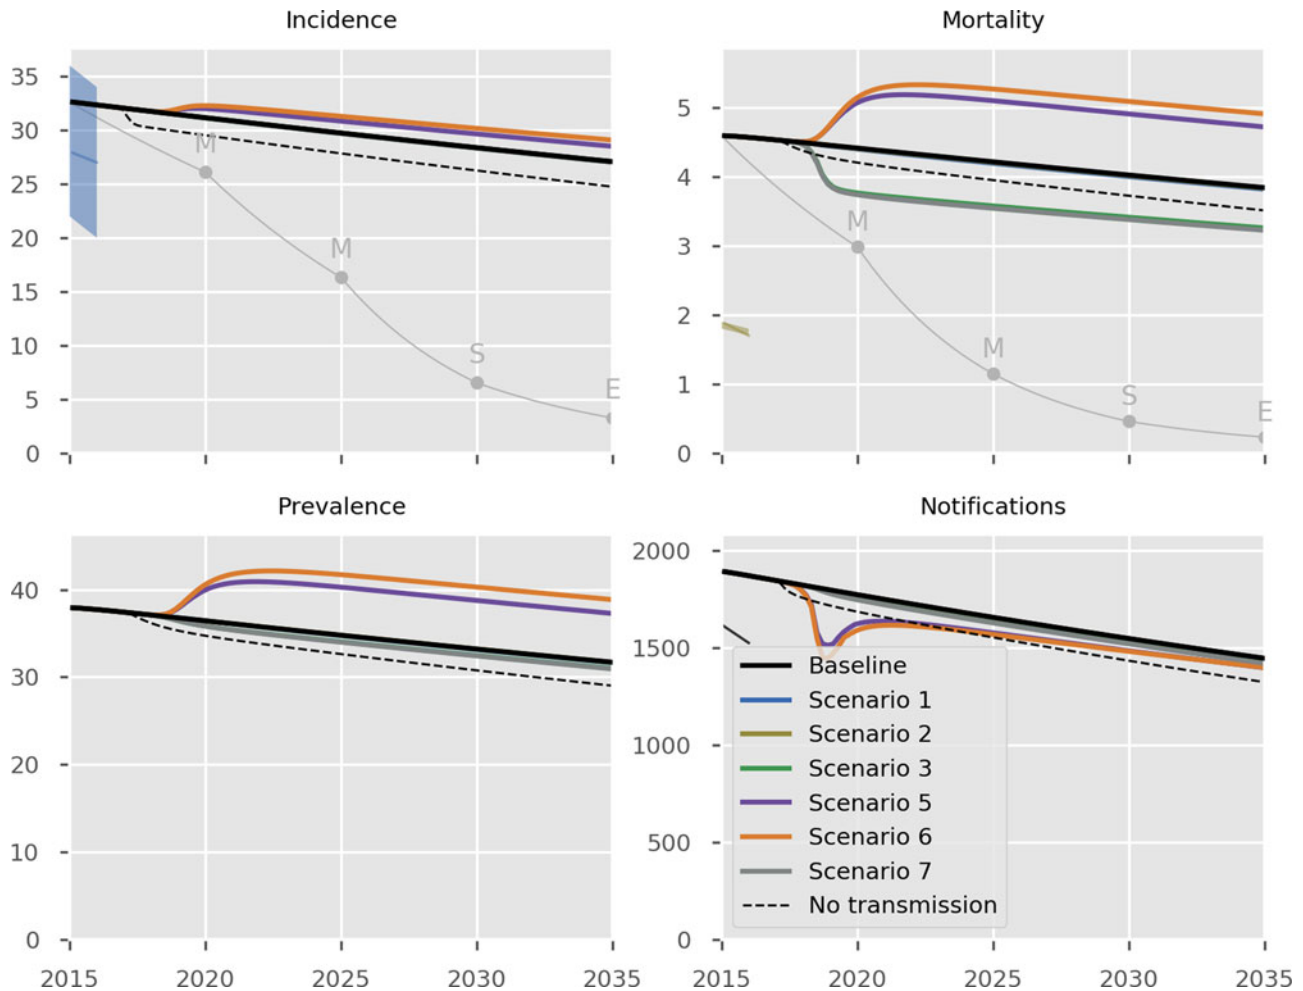 Incidence
35
30
25
20
15
10
5
0
M
M
S
E
Mortality
5
4
3
2
1
0
M
M
S
E
Prevalence
40
30
20
10
0
2015 2020 2025 2030 2035
Notifications
2000
1500
1000
500
0
Baseline
Scenario 1
Scenario 2
Scenario 3
Scenario 5
Scenario 6
Scenario 7
No transmission
2015 2020 2025 2030 2035